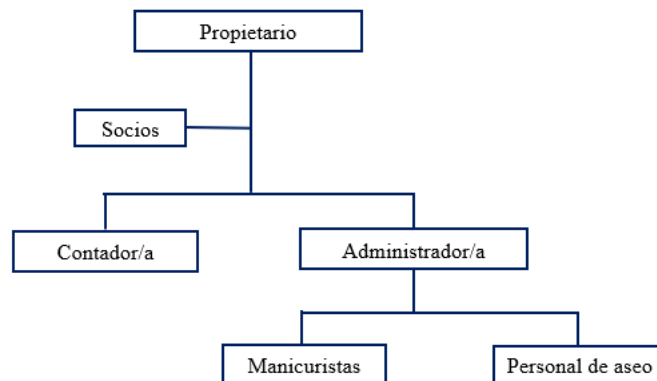 Propietario
Socios
Contador/a
Administrador/a
Manicuristas
Personal de aseo